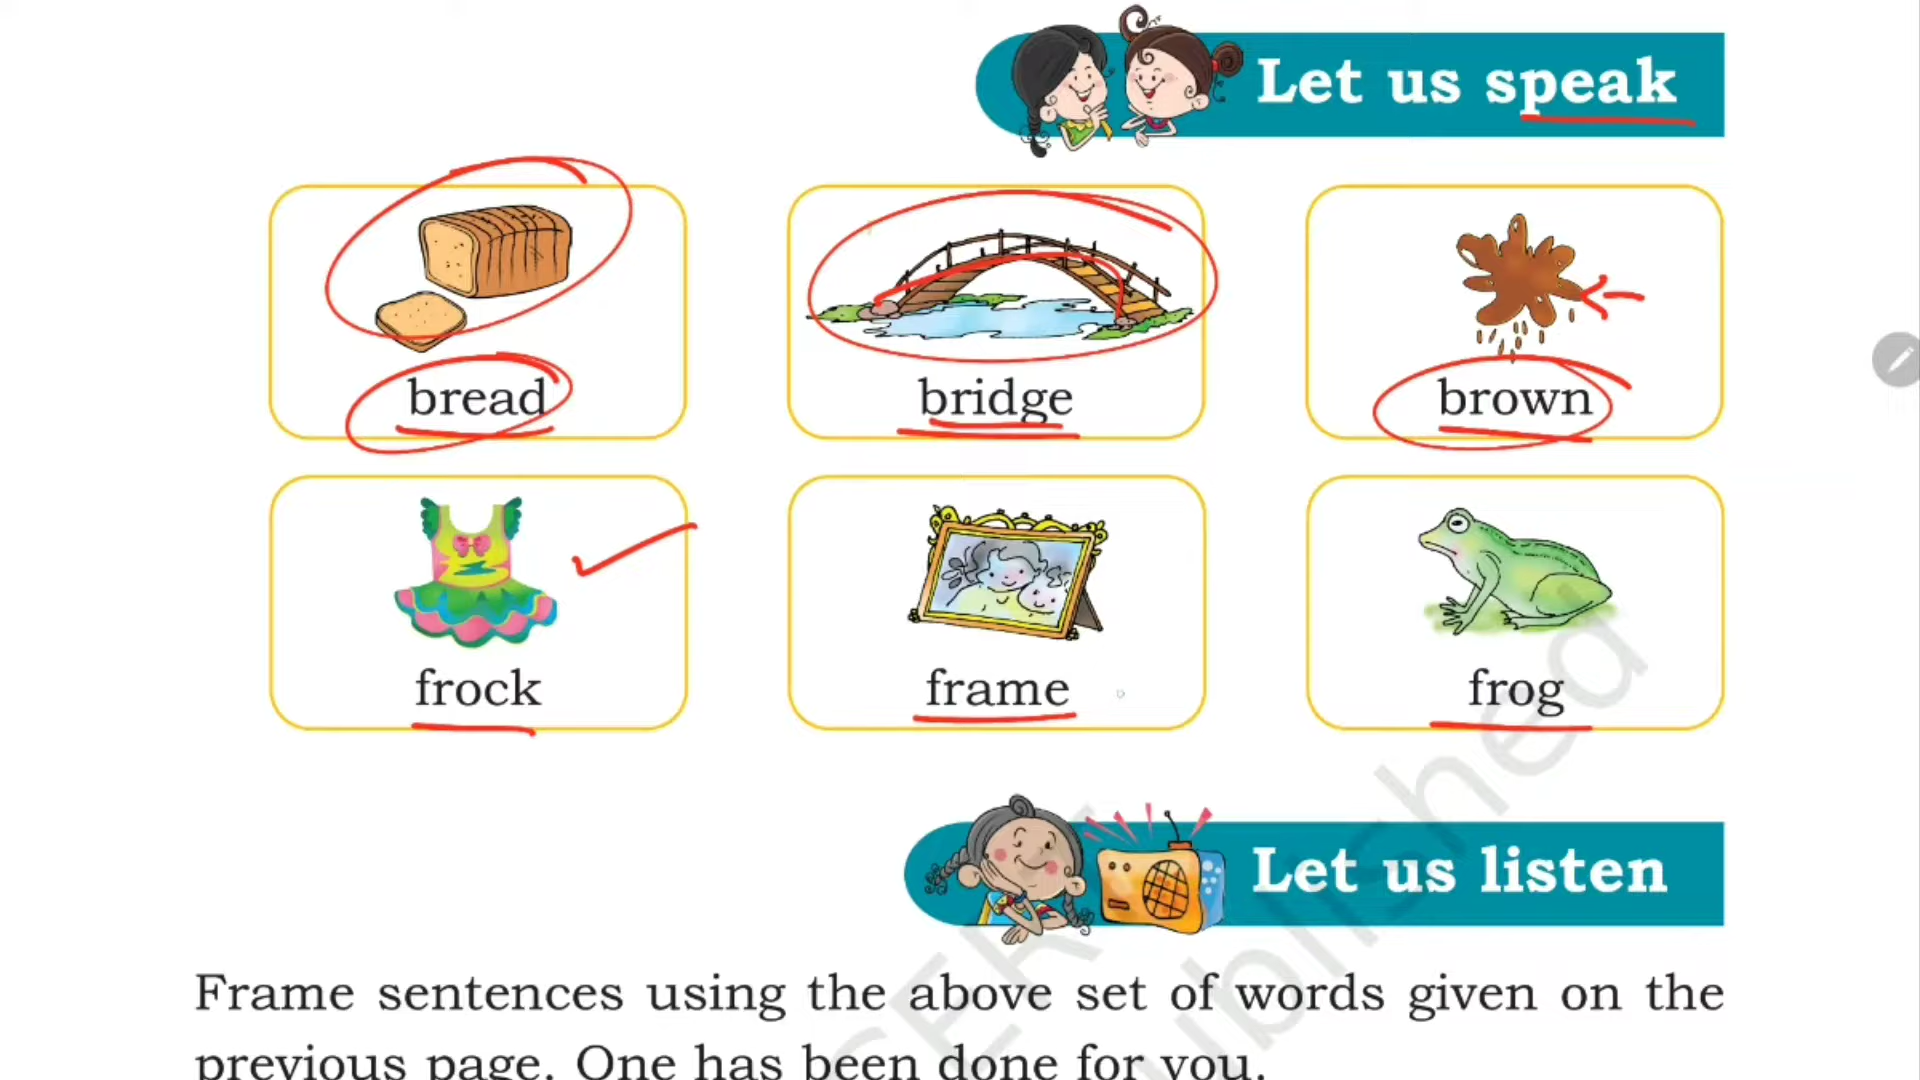 Let us speak
bread
bridge
brown
frock
frame
frog
Let us listen
Frame sentences using the above set of words given on the
previous page. One has been done for you.